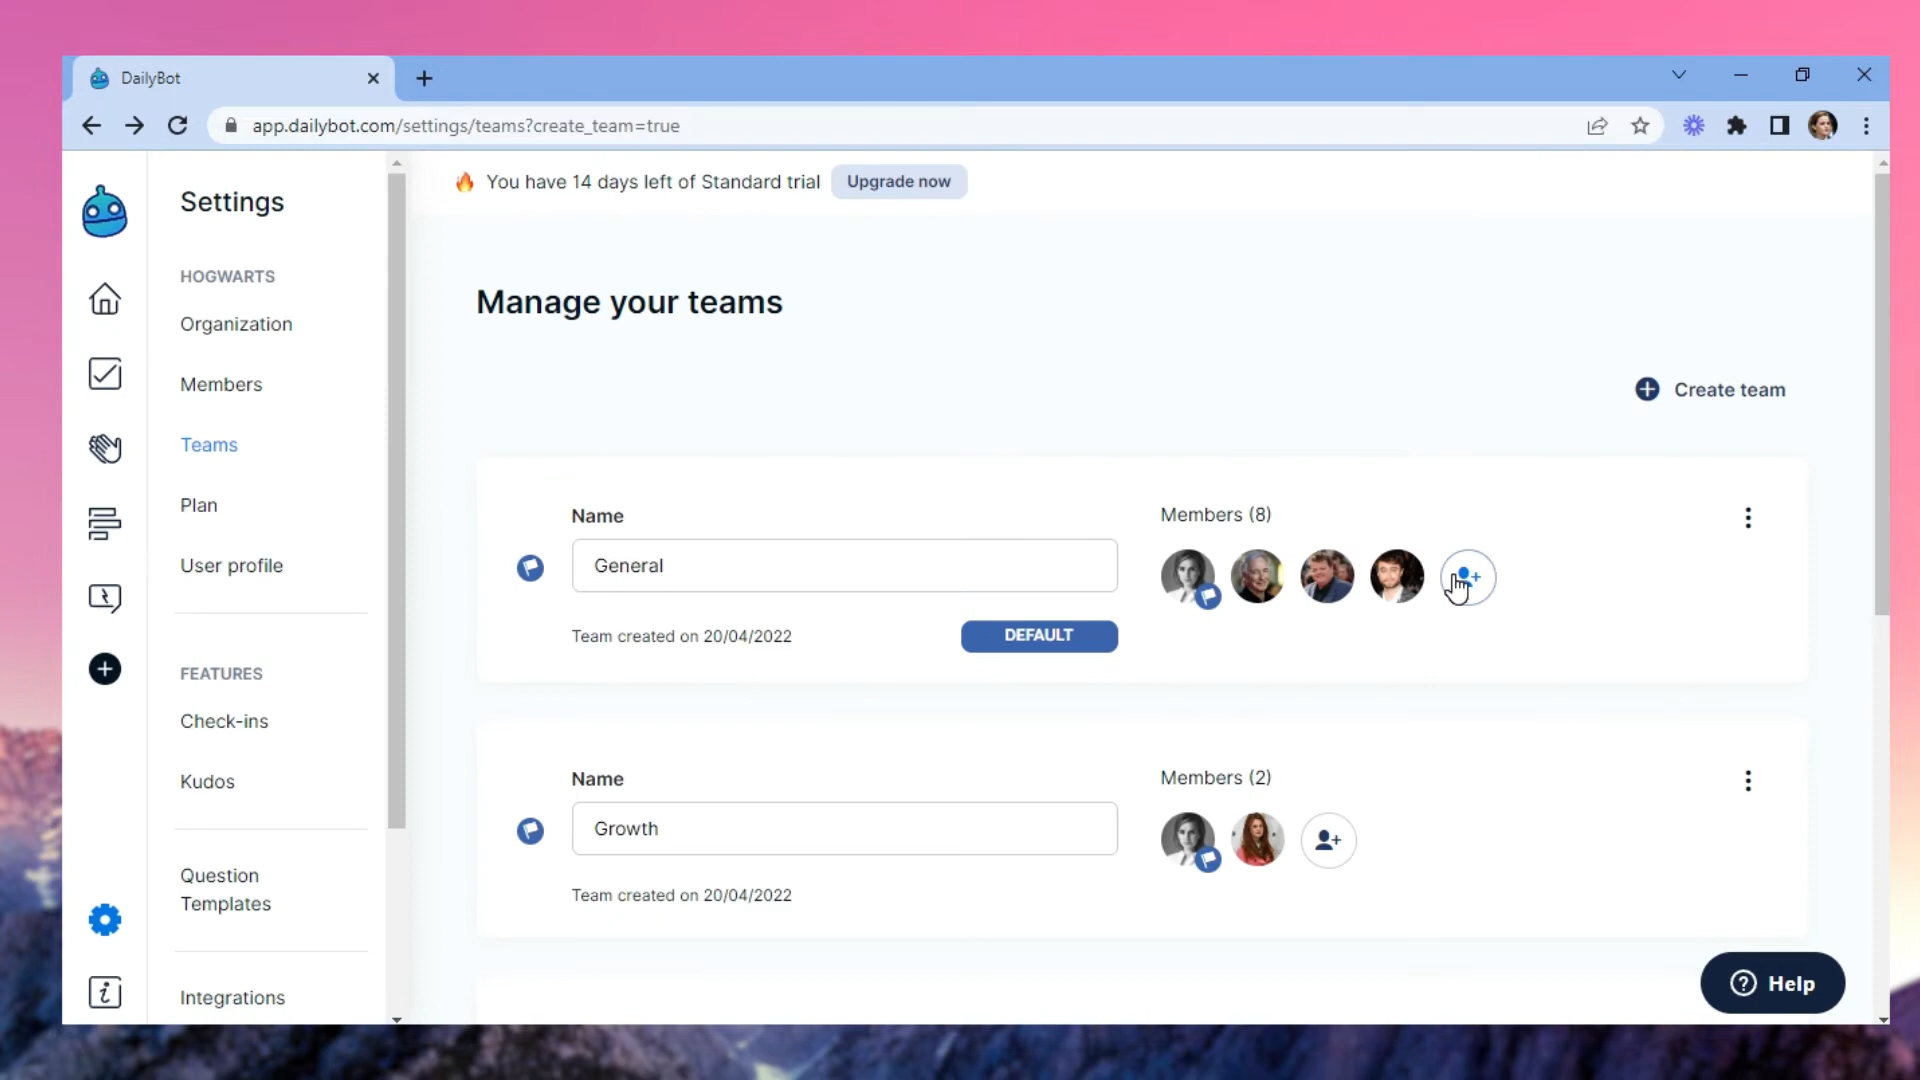 DailyBot
app.dailybot.com/settings/teams?create_team=true
Settings
HOGWARTS
Organization
Members
Teams
Plan
User profile
FEATURES
Check-ins
Kudos
Question
Templates
Integrations
You have 14 days left of Standard trial
Upgrade now
Manage your teams
Create team
Name
General
Team created on 20/04/2022
DEFAULT
Members (8)
Name
Growth
Team created on 20/04/2022
Members (2)
Help